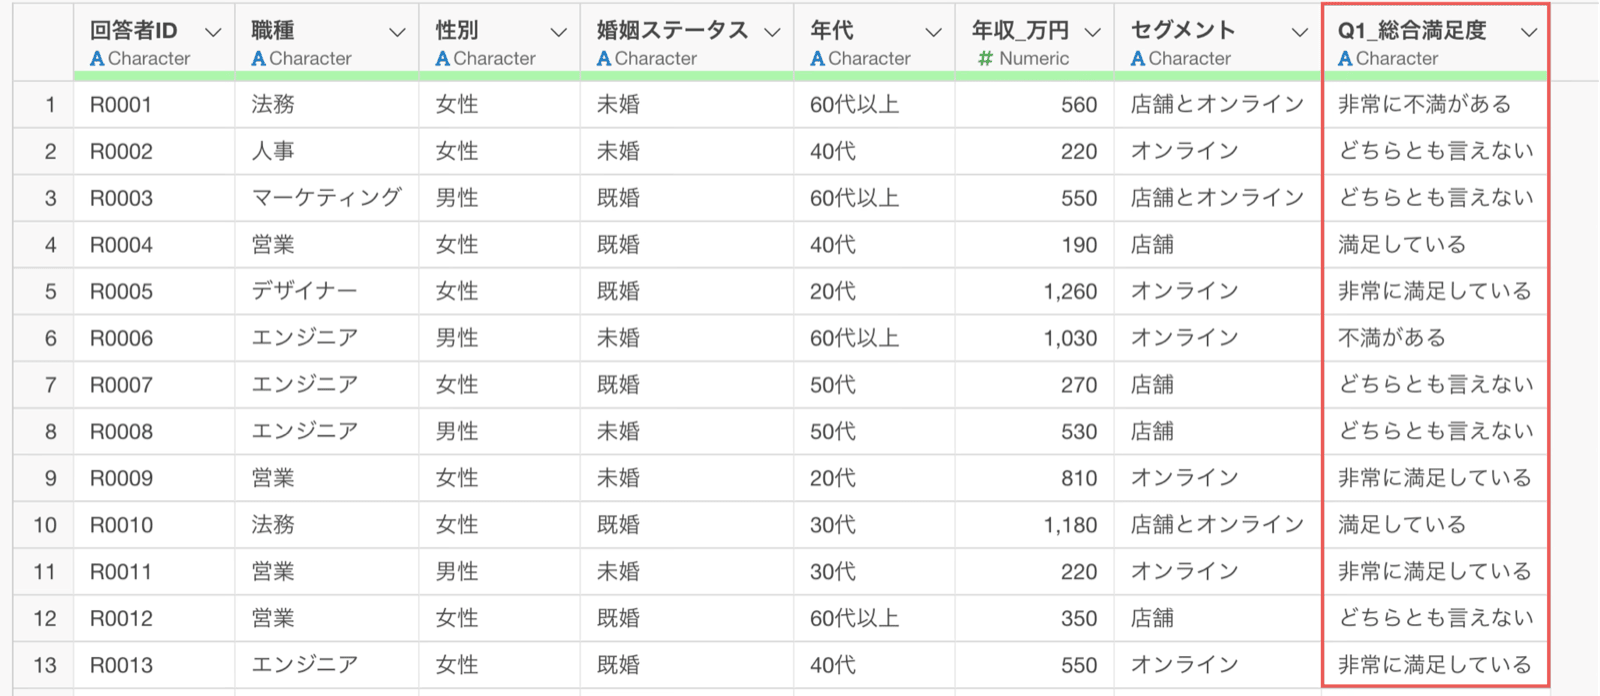 回答者ID 職種 性別 婚姻ステータス 年代 年収_万円 セグメント Q1_総合満足度
A Character A Character A Character A Character A Character # Numeric A Character A Character
1 R0001 法務 女性 未婚 60代以上 560 店舗とオンライン 非常に不満がある
2 R0002 人事 女性 未婚 40代 220 オンライン どちらとも言えない
3 R0003 マーケティング 男性 既婚 60代以上 550 店舗とオンライン どちらとも言えない
4 R0004 営業 女性 既婚 40代 190 店舗 満足している
5 R0005 デザイナー 女性 既婚 20代 1,260 オンライン 非常に満足している
6 R0006 エンジニア 男性 未婚 60代以上 1,030 オンライン 不満がある
7 R0007 エンジニア 女性 既婚 50代 270 店舗 どちらとも言えない
8 R0008 エンジニア 男性 未婚 50代 530 店舗 どちらとも言えない
9 R0009 営業 女性 未婚 20代 810 オンライン 非常に満足している
10 R0010 法務 女性 既婚 30代 1,180 店舗とオンライン 満足している
11 R0011 営業 男性 未婚 30代 220 オンライン 非常に満足している
12 R0012 営業 女性 既婚 60代以上 350 店舗 どちらとも言えない
13 R0013 エンジニア 女性 既婚 40代 550 オンライン 非常に満足している